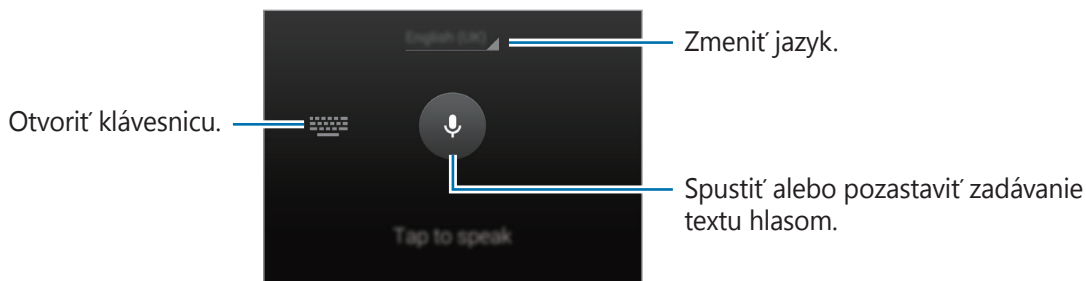 English (UK)
Zmeniť jazyk.
Otvoriť klávesnicu.
Spustiť alebo pozastaviť zadávanie
textu hlasom.
Tap to speak